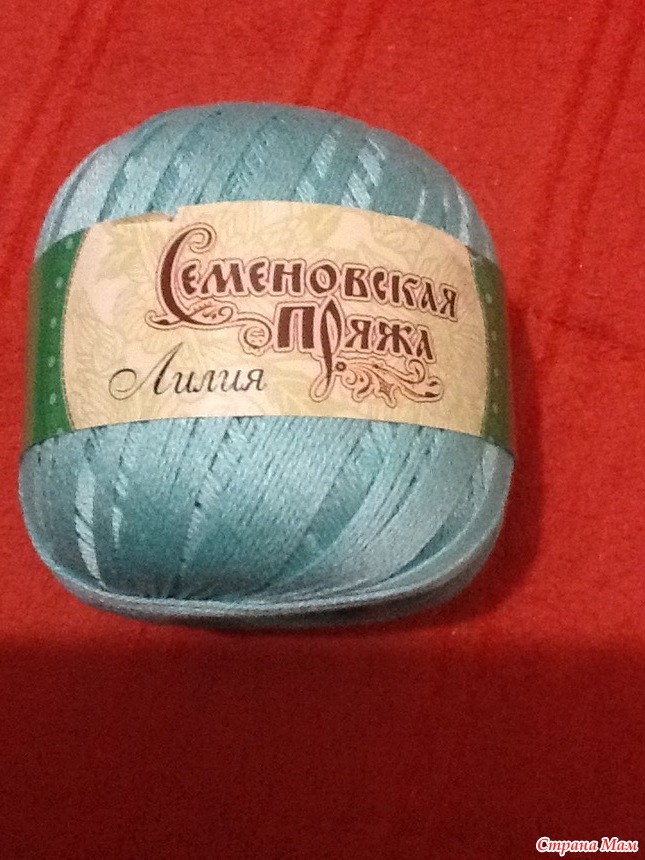 Семеновская
Пряжа
Лилия
Страна Мам